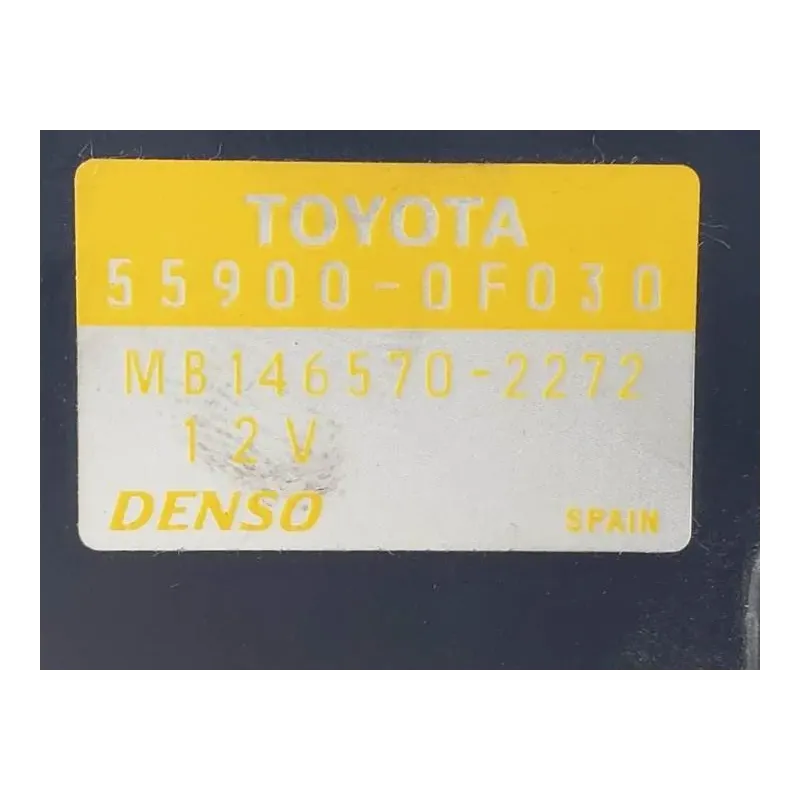 TOYOTA
55900-0F030
MB146570-2272
12V
DENSO SPAIN